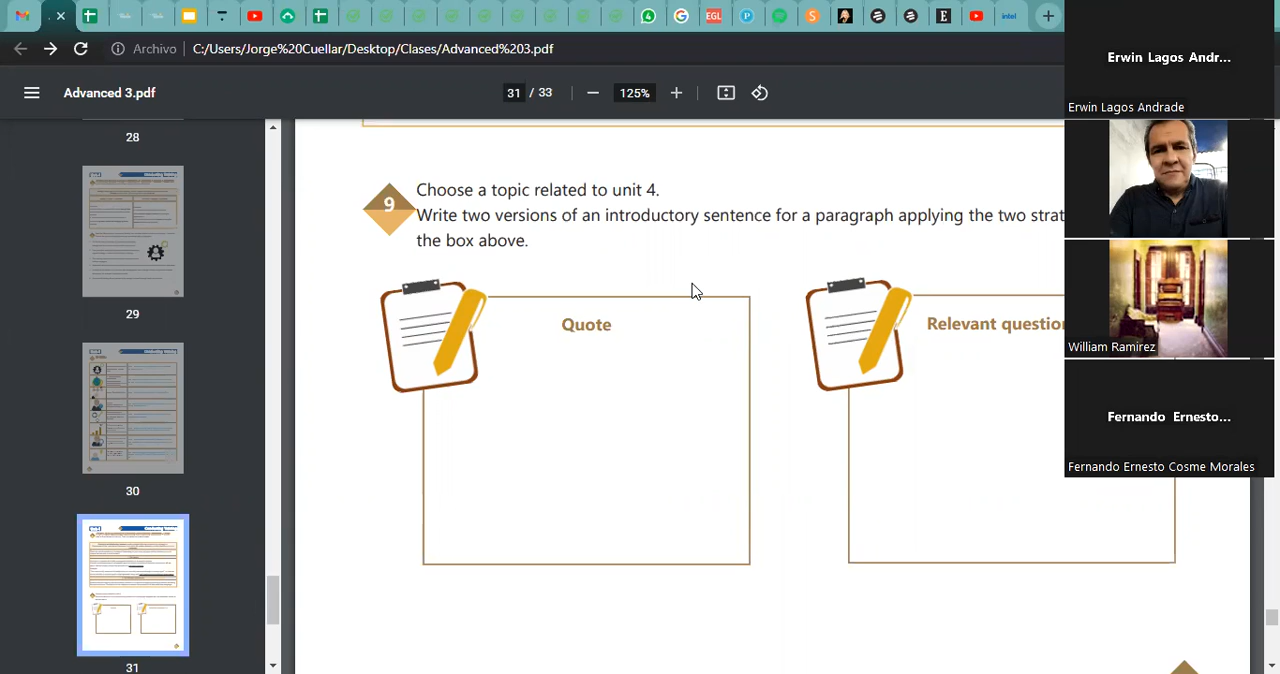 Archivo
C:/Users/Jorge%20Cuellar/Desktop/Clases/Advanced%203.pdf
Advanced 3.pdf
31 / 33
125%
28
29
30
31
9
Choose a topic related to unit 4.
Write two versions of an introductory sentence for a paragraph applying the two strat
the box above.
Quote
Relevant question
Erwin Lagos Andr...
Erwin Lagos Andrade
William Ramirez
Fernando Ernesto...
Fernando Ernesto Cosme Morales
EGL
intel